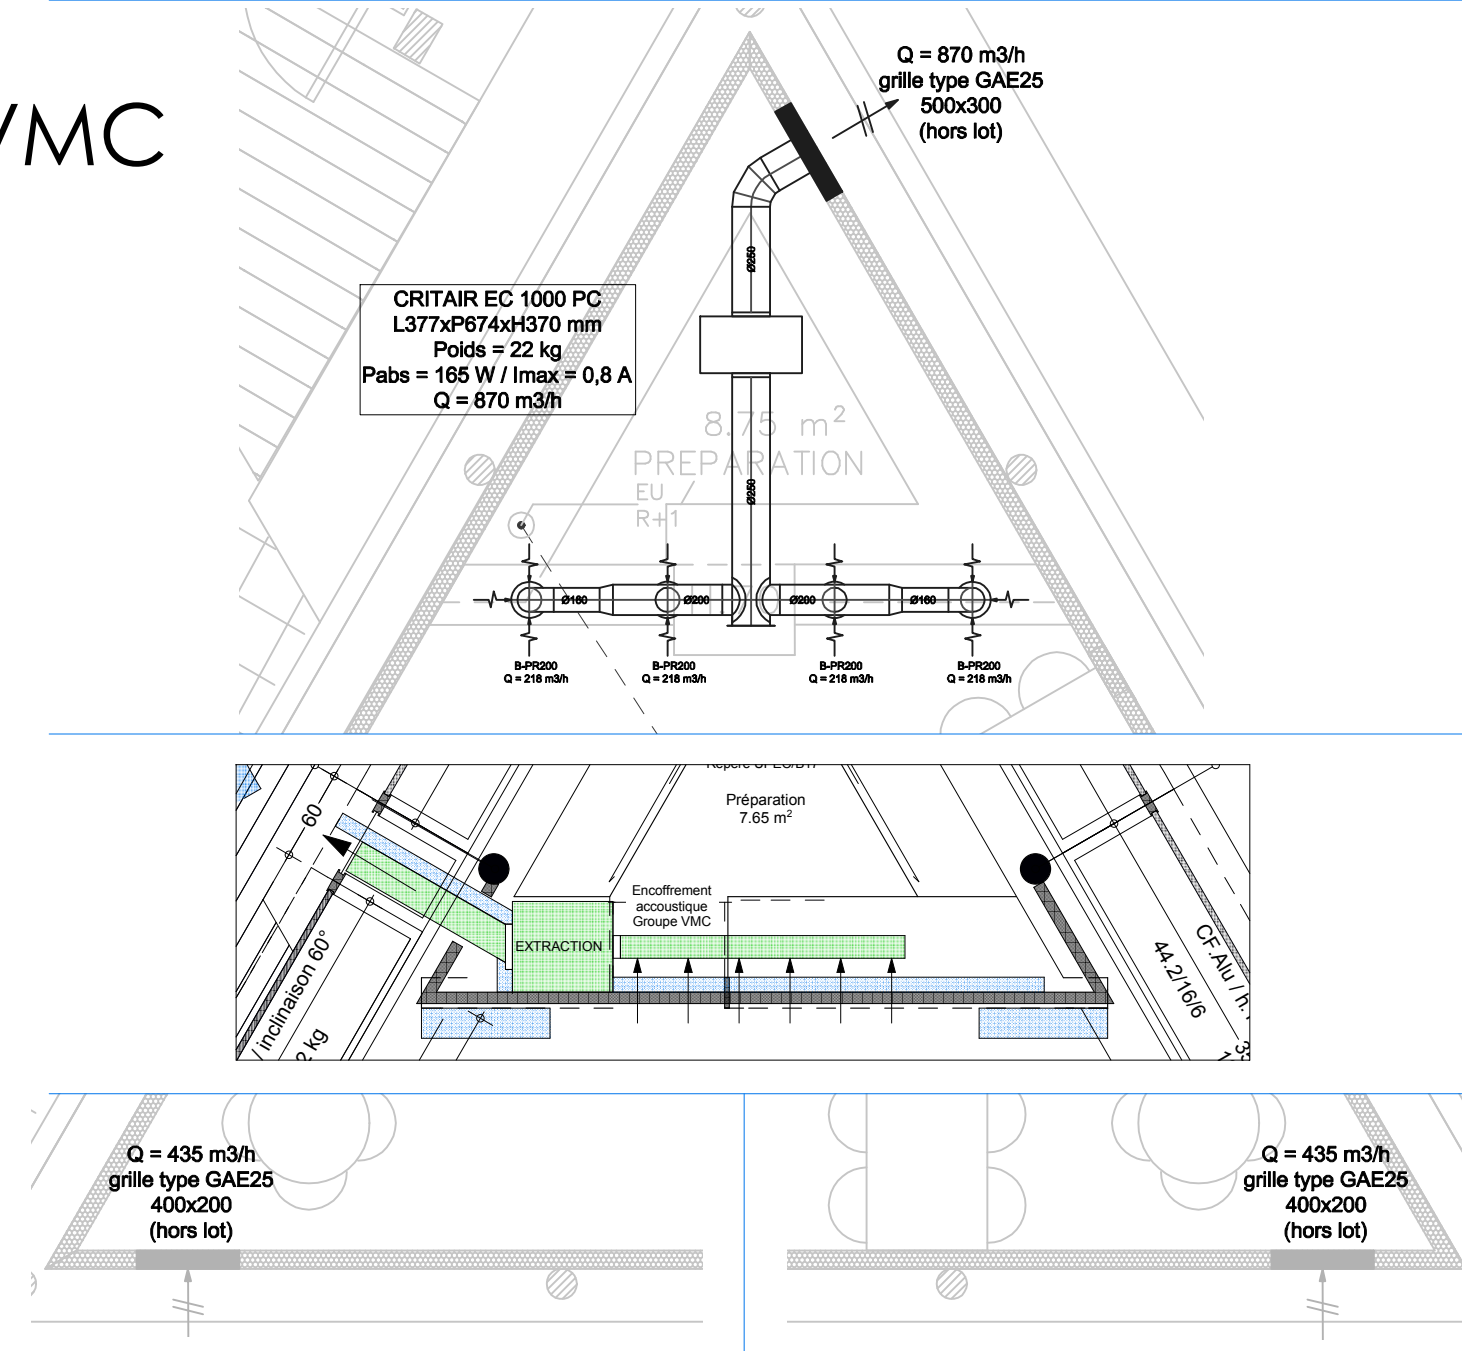 VMC
Q = 870 m3/h
grille type GAE25
500x300
(hors lot)
Ø250
CRITAIR EC 1000 PC
L377xP674xH370 mm
Poids = 22 kg
Pabs = 165 W / Imax = 0,8 A
Q = 870 m3/h
8.75 m²
PREPARATION
EU
R+1
Ø250
Ø160
Ø200
Ø200
Ø160
B-PR200
Q = 218 m3/h
B-PR200
Q = 218 m3/h
B-PR200
Q = 218 m3/h
B-PR200
Q = 218 m3/h
Préparation
7.65 m²
60
Encoffrement
accoustique
Groupe VMC
EXTRACTION
/ inclinaison 60°
2 kg
CF.Alu / h.
44.2/16/6
Q = 435 m3/h
grille type GAE25
400x200
(hors lot)
Q = 435 m3/h
grille type GAE25
400x200
(hors lot)